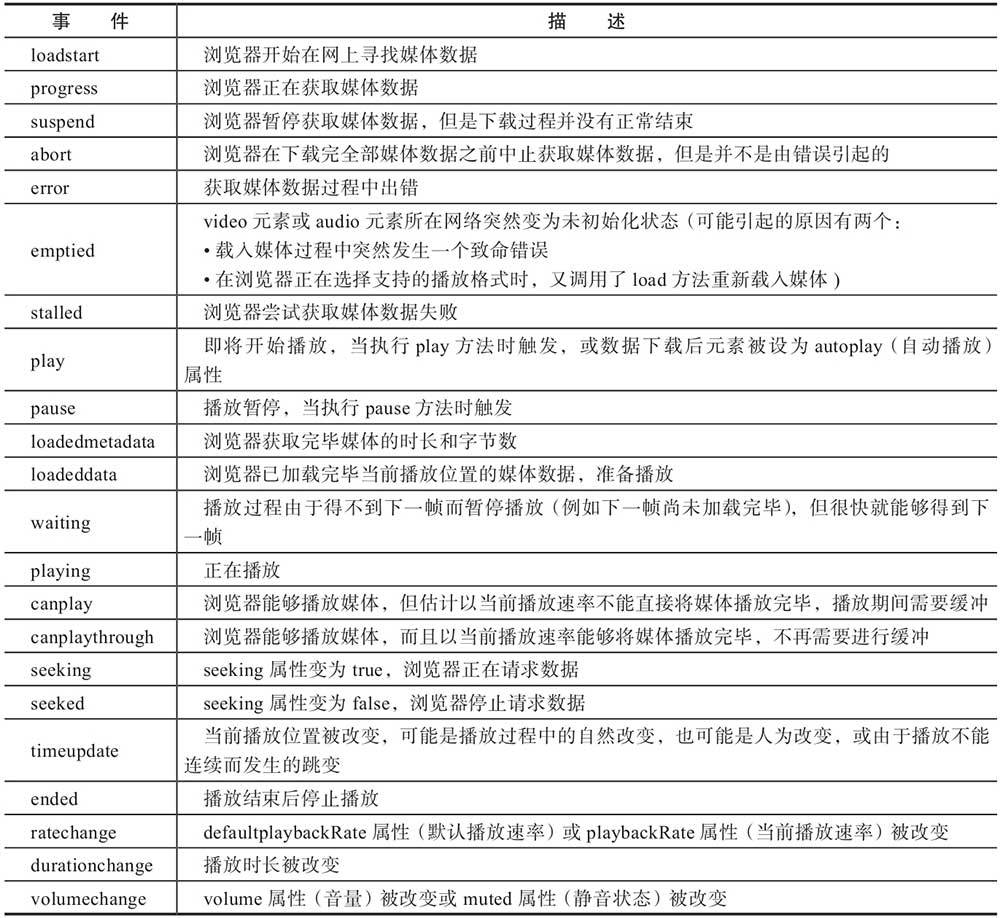 事 件 描 述
loadstart 浏览器开始在网上寻找媒体数据
progress 浏览器正在获取媒体数据
suspend 浏览器暂停获取媒体数据，但是下载过程并没有正常结束
abort 浏览器在下载完全部媒体数据之前中止获取媒体数据，但是并不是由错误引起的
error 获取媒体数据过程中出错
emptied video 元素或 audio 元素所在网络突然变为未初始化状态（可能引起的原因有两个：
• 载入媒体过程中突然发生一个致命错误
• 在浏览器正在选择支持的播放格式时，又调用了 load 方法重新载入媒体）
stalled 浏览器尝试获取媒体数据失败
play 即将开始播放，当执行 play 方法时触发，或数据下载后元素被设为 autoplay（自动播放）
属性
pause 播放暂停，当执行 pause 方法时触发
loadedmetadata 浏览器获取完毕媒体的时长和字节数
loadeddata 浏览器已加载完毕当前播放位置的媒体数据，准备播放
waiting 播放过程由于得不到下一帧而暂停播放（例如下一帧尚未加载完毕），但很快就能够得到下
一帧
playing 正在播放
canplay 浏览器能够播放媒体，但估计以当前播放速率不能直接将媒体播放完毕，播放期间需要缓冲
canplaythrough 浏览器能够播放媒体，而且以当前播放速率能够将媒体播放完毕，不再需要进行缓冲
seeking seeking 属性变为 true，浏览器正在请求数据
seeked seeking 属性变为 false，浏览器停止请求数据
timeupdate 当前播放位置被改变，可能是播放过程中的自然改变，也可能是人为改变，或由于播放不能
连续而发生的跳变
ended 播放结束后停止播放
ratechange defaultplaybackRate 属性（默认播放速率）或 playbackRate 属性（当前播放速率）被改变
durationchange 播放时长被改变
volumechange volume 属性（音量）被改变或 muted 属性（静音状态）被改变